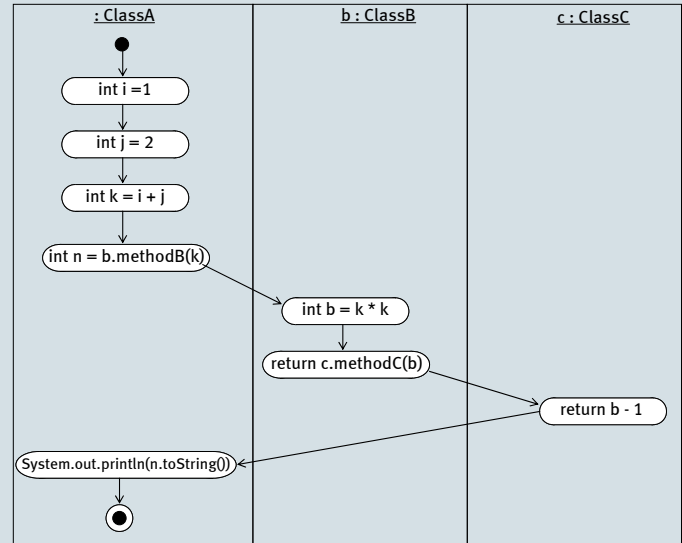 : ClassA
b : ClassB
c : ClassC
int i =1
int j = 2
int k = i + j
int n = b.methodB(k)
int b = k * k
return c.methodC(b)
return b - 1
System.out.println(n.toString())